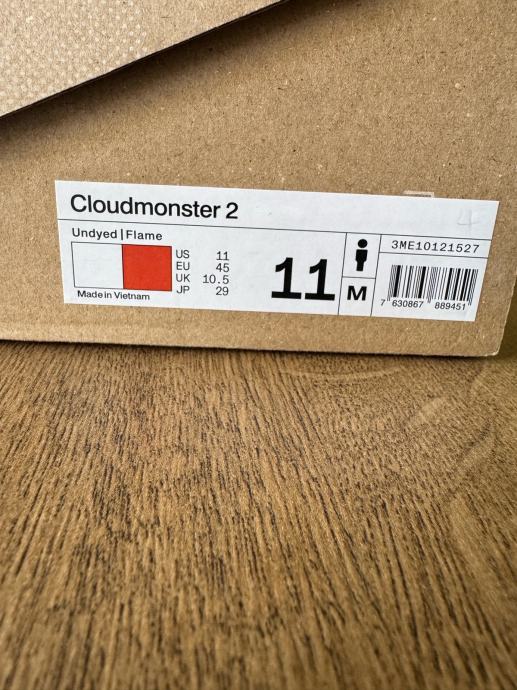 Cloudmonster 2
Undyed | Flame
US 11
EU 45
UK 10.5
JP 29
Made in Vietnam
11
M
3ME10121527
7 630867 889451
4